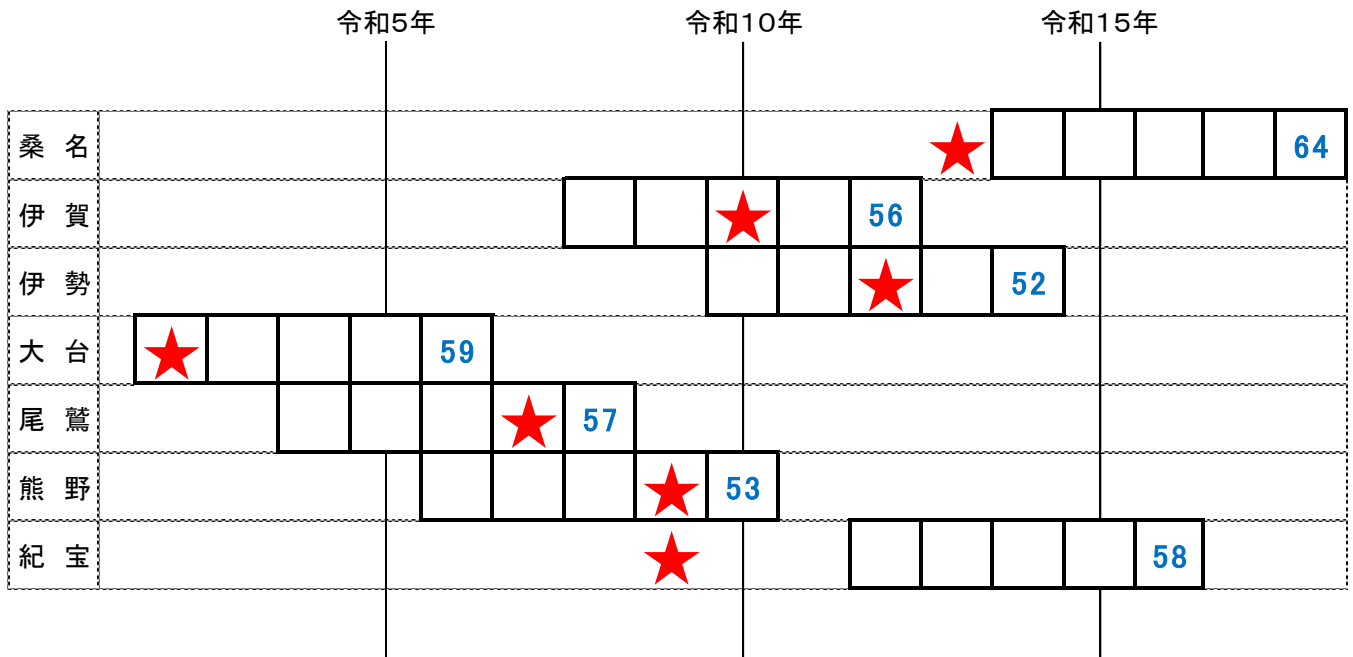 令和5年 令和10年 令和15年
桑 名 64
伊 賀 56
伊 勢 52
大 台 59
尾 鷲 57
熊 野 53
紀 宝 58